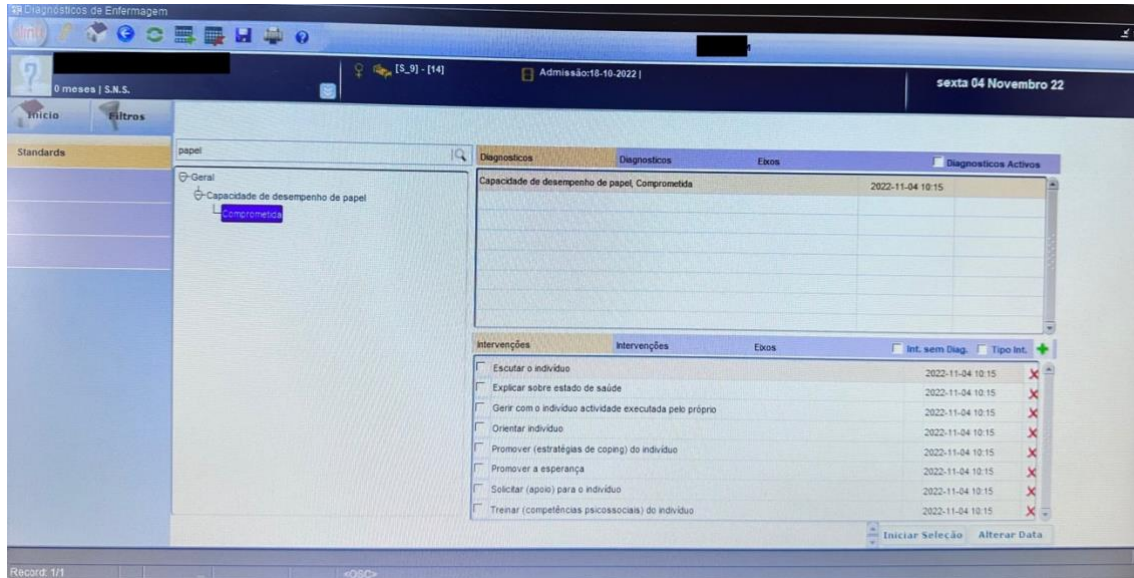 Diagnósticos de Enfermagem
[S_9] - [14]
Admissão:18-10-2022 |
sexta 04 Novembro 22
0 meses | S.N.S.
Início
Filtros
Standards
papel
Geral
Capacidade de desempenho de papel
Comprometida
Diagnosticos
Diagnosticos
Eixos
Diagnosticos Activos
Capacidade de desempenho de papel, Comprometida
2022-11-04 10:15
Intervenções
Intervenções
Eixos
Int. sem Diag.
Tipo Int.
Escutar o indivíduo
2022-11-04 10:15
Explicar sobre estado de saúde
2022-11-04 10:15
Gerir com o indivíduo actividade executada pelo próprio
2022-11-04 10:15
Orientar indivíduo
2022-11-04 10:15
Promover (estratégias de coping) do indivíduo
2022-11-04 10:15
Promover a esperança
2022-11-04 10:15
Solicitar (apoio) para o indivíduo
2022-11-04 10:15
Treinar (competências psicossociais) do indivíduo
2022-11-04 10:15
Iniciar Seleção
Alterar Data
Record: 1/1
<OSC>